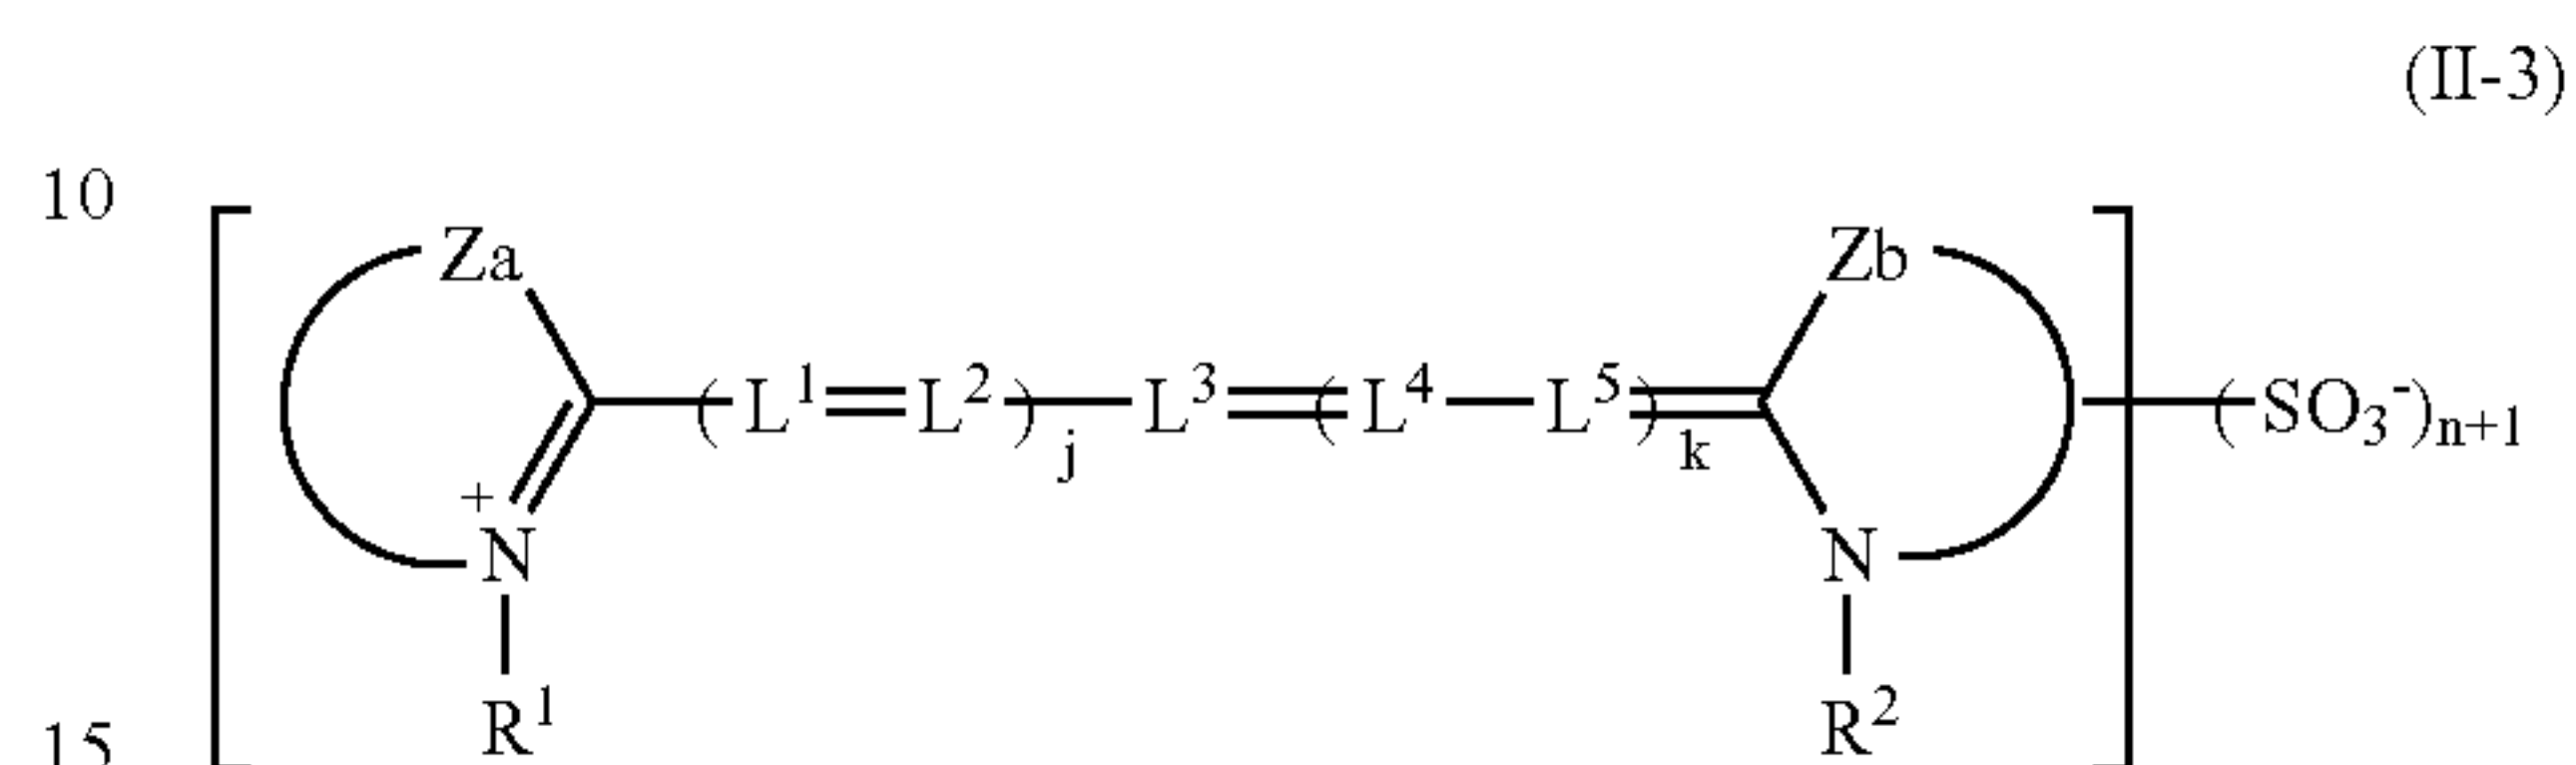 (II-3)
10
Za Zb
(L¹=L²)j—L³=(L⁴—L⁵)k= —(SO₃⁻)n+1
+
N N
R¹ R²
15